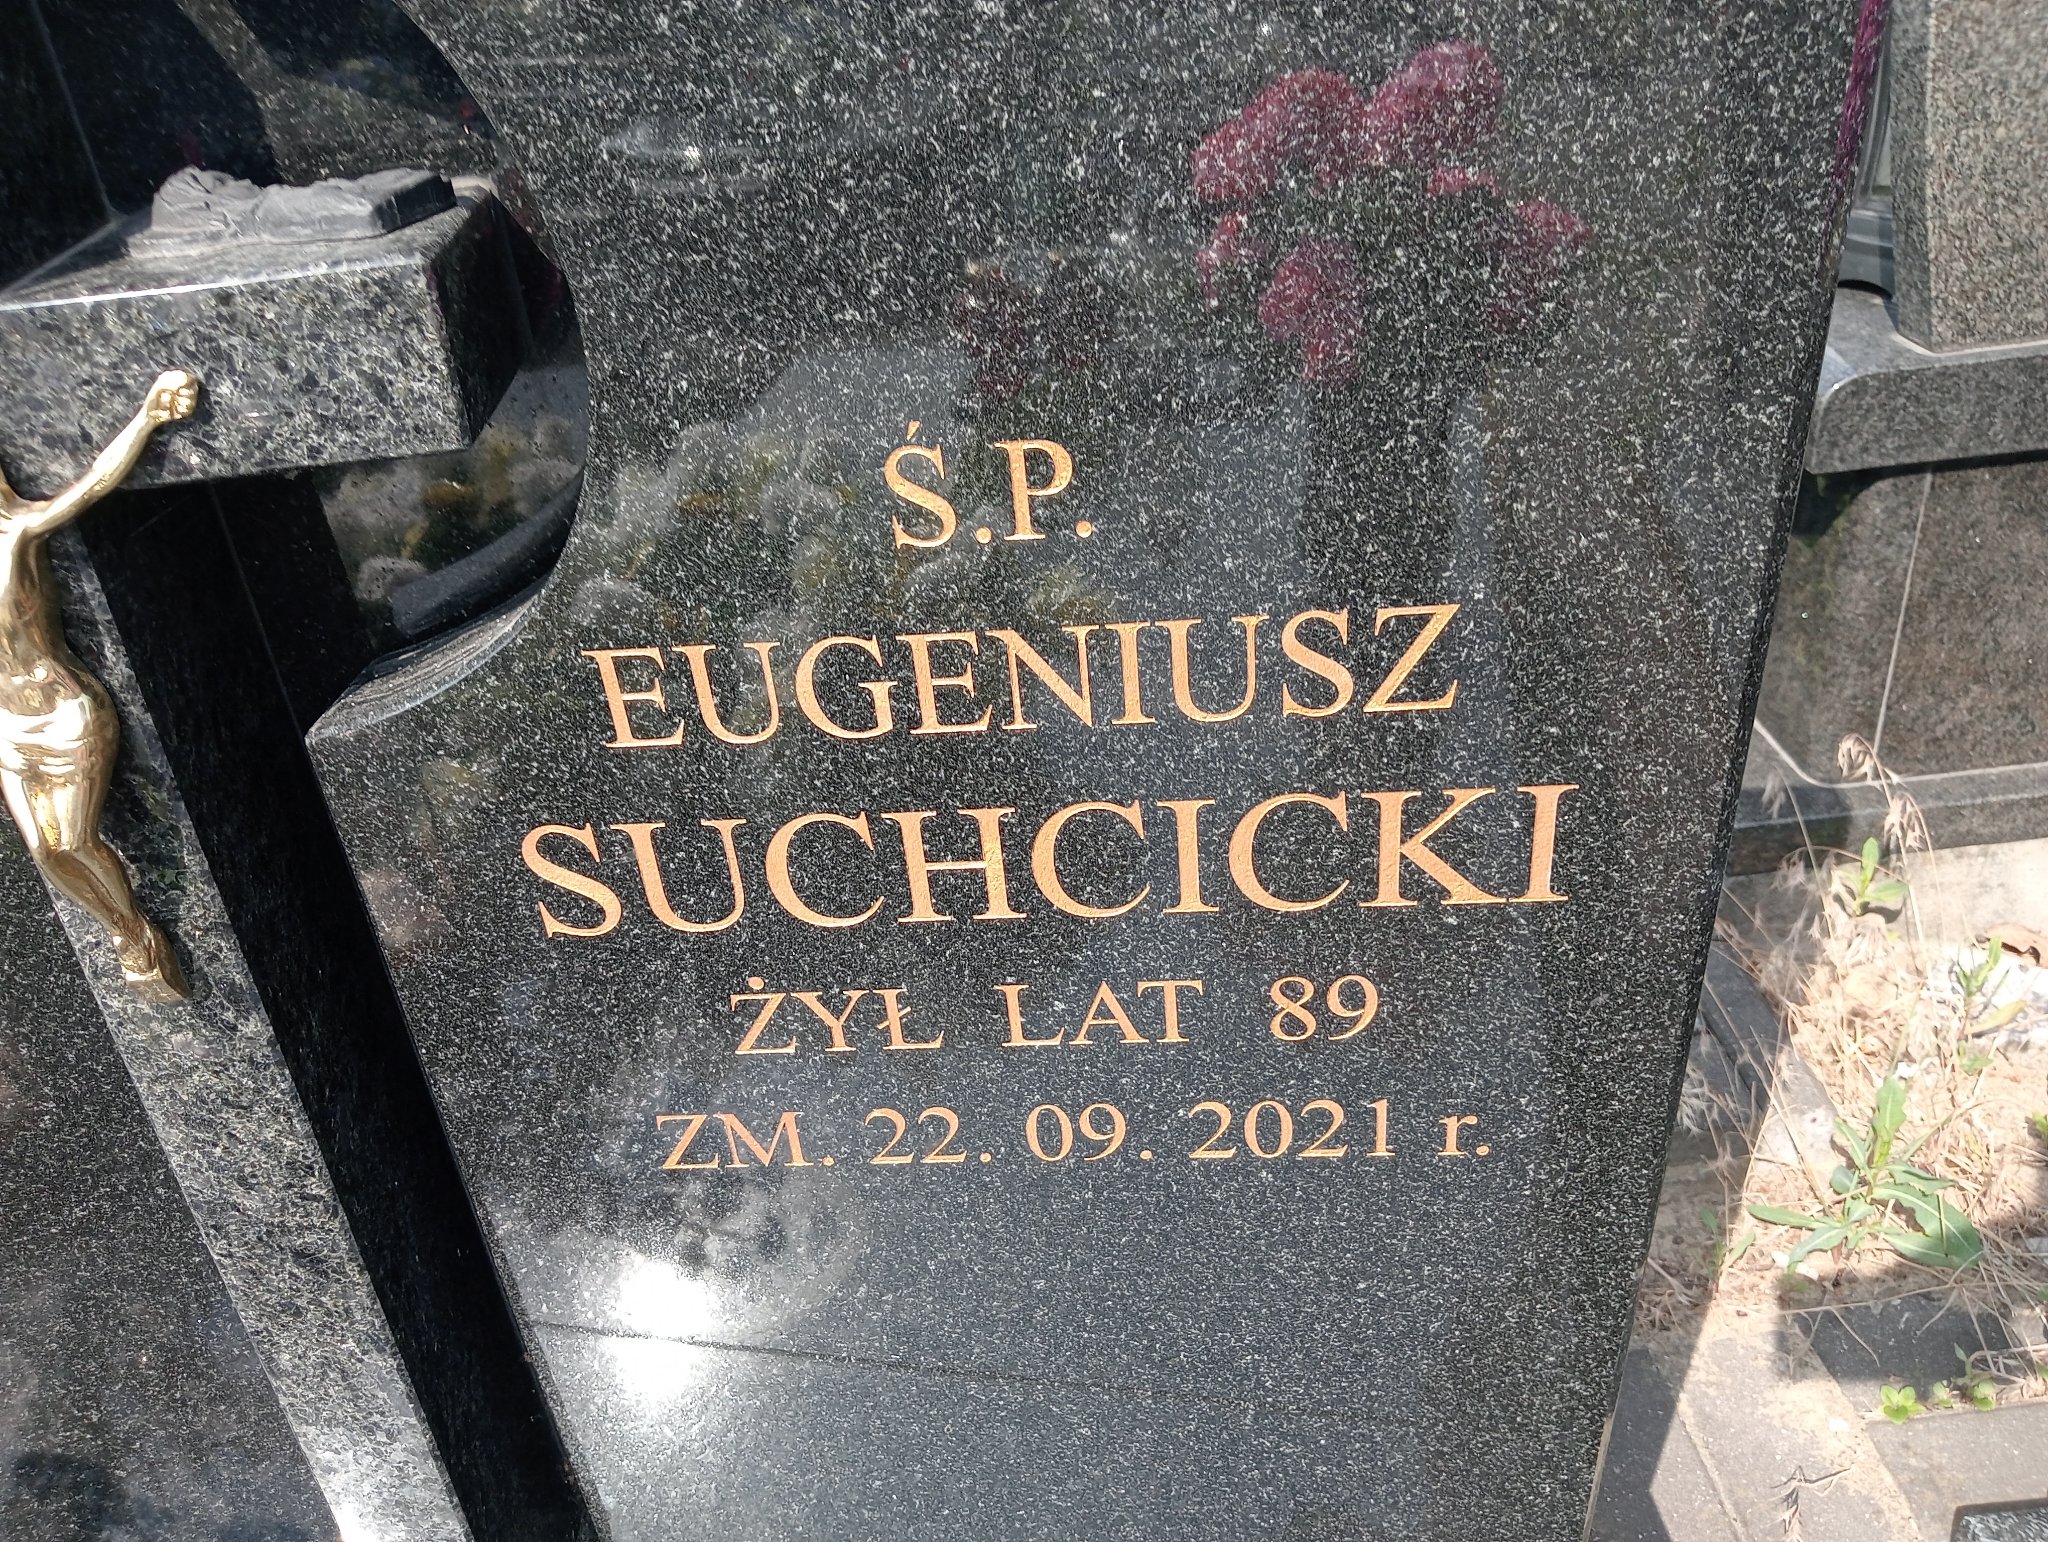 Ś.P.
EUGENIUSZ
SUCHCICKI
ŻYŁ LAT 89
ZM. 22. 09. 2021 r.